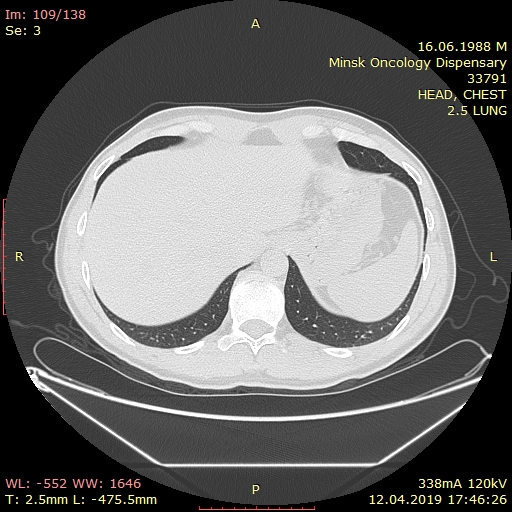 Im: 109/138
Se: 3
A
16.06.1988 M
Minsk Oncology Dispensary
33791
HEAD, CHEST
2.5 LUNG
R
L
WL: -552 WW: 1646
T: 2.5mm L: -475.5mm
P
338mA 120kV
12.04.2019 17:46:26